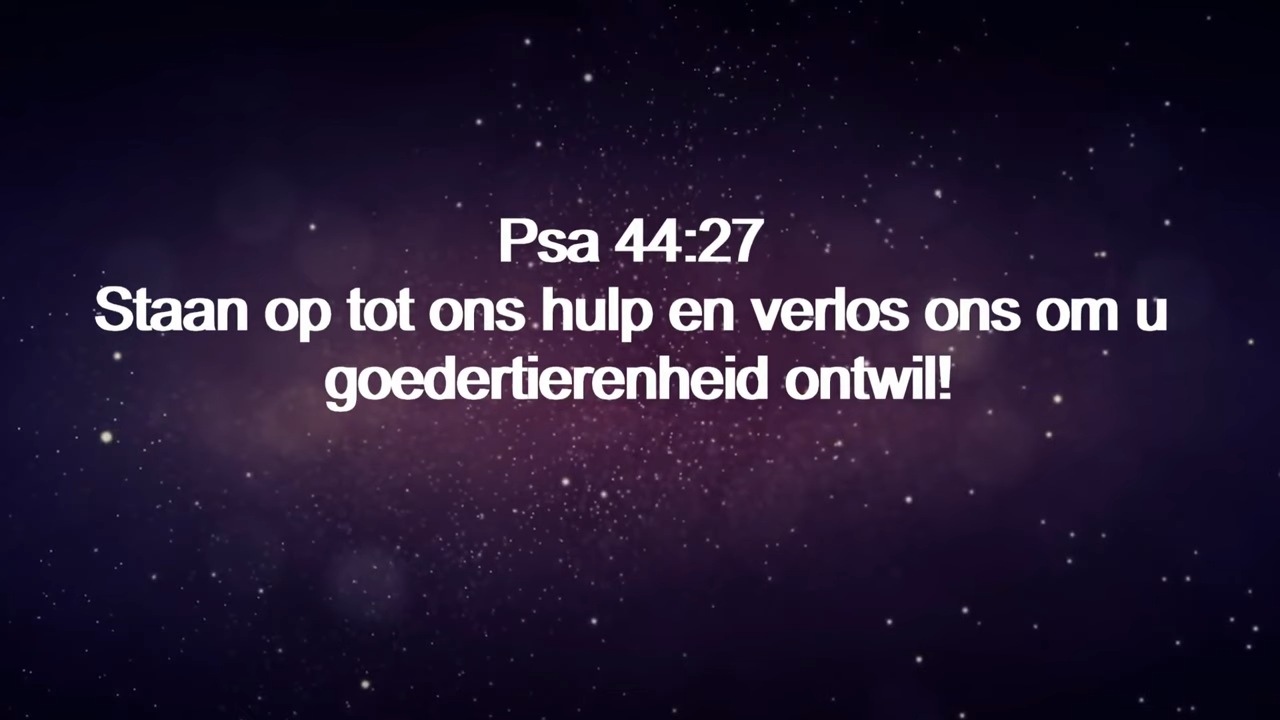 Psa 44:27
Staan op tot ons hulp en verlos ons om u
goedertierenheid ontwil!